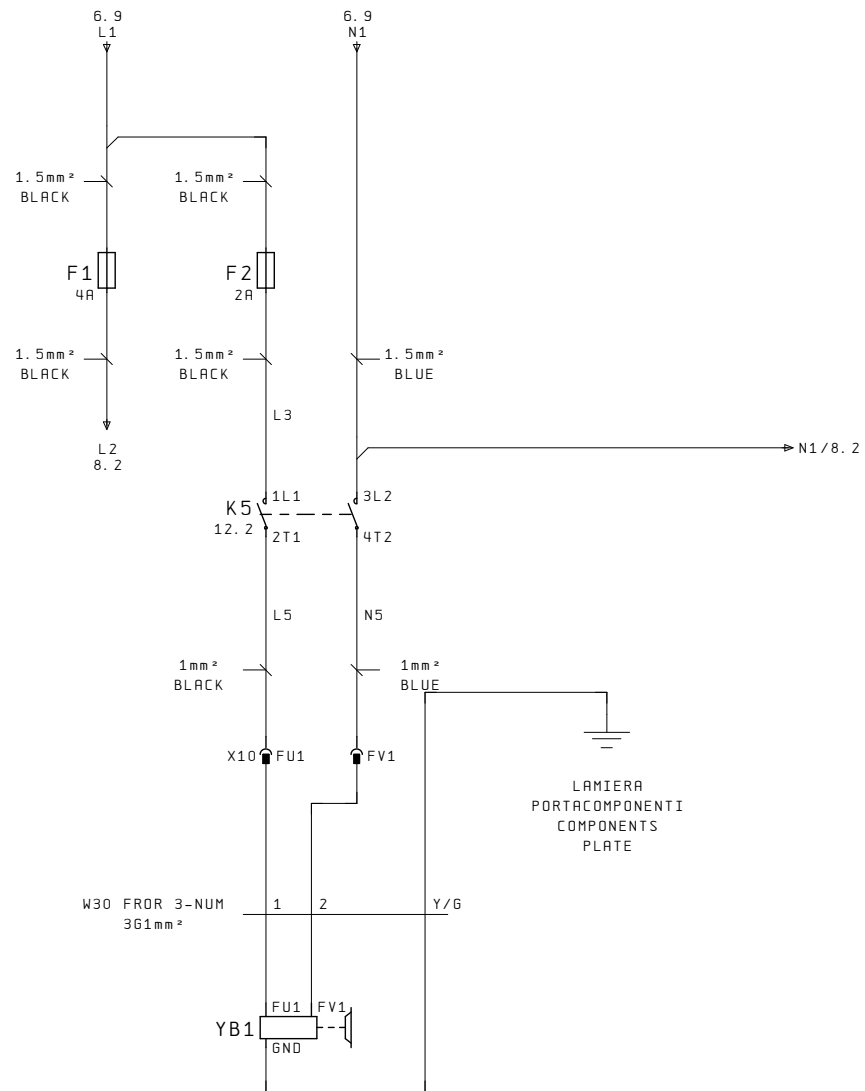 6.9
L1
6.9
N1
1.5mm²
BLACK
1.5mm²
BLACK
F1
4A
F2
2A
1.5mm²
BLACK
1.5mm²
BLACK
1.5mm²
BLUE
L3
L2
8.2
N1/8.2
K5
12.2
1L1
3L2
2T1
4T2
L5
N5
1mm²
BLACK
1mm²
BLUE
X10
FU1
FV1
LAMIERA
PORTACOMPONENTI
COMPONENTS
PLATE
W30 FROR 3-NUM
3G1mm²
1
2
Y/G
FU1
FV1
YB1
GND